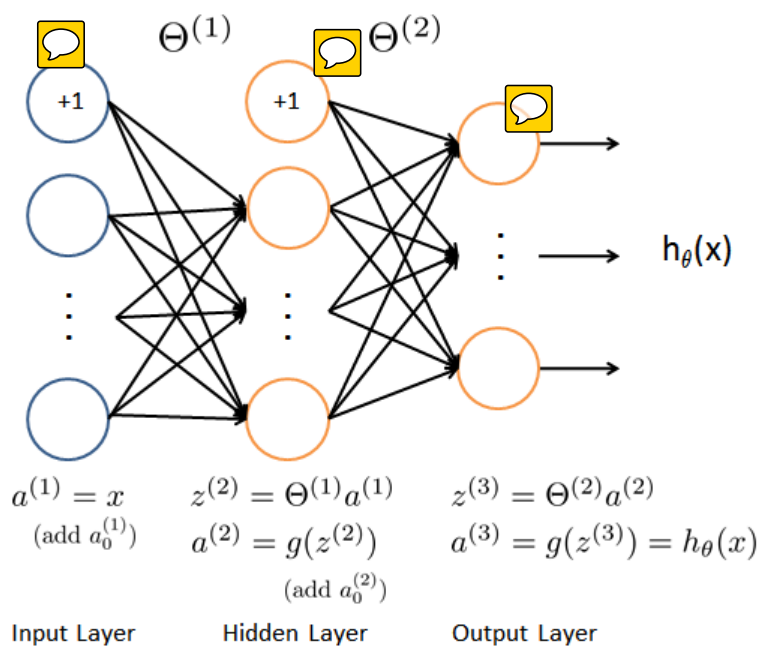 Θ^(1) Θ^(2)
+1 +1
h_θ(x)
a^(1) = x
(add a_0^(1))
z^(2) = Θ^(1)a^(1)
a^(2) = g(z^(2))
(add a_0^(2))
z^(3) = Θ^(2)a^(2)
a^(3) = g(z^(3)) = h_θ(x)
Input Layer
Hidden Layer
Output Layer